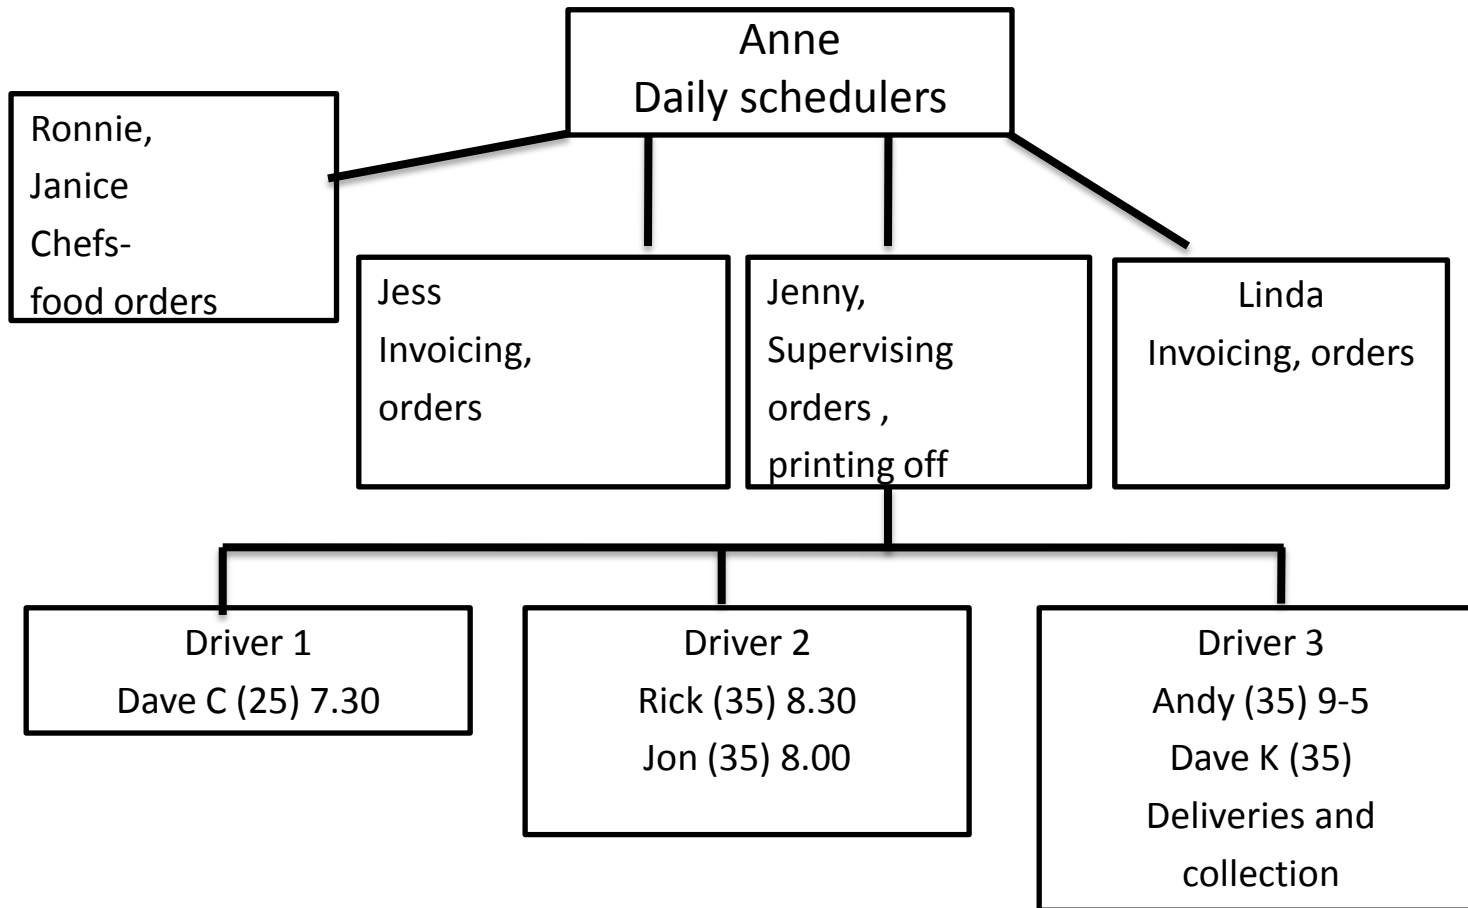 Anne
Daily schedulers
Ronnie,
Janice
Chefs-
food orders
Jess
Invoicing,
orders
Jenny,
Supervising
orders ,
printing off
Linda
Invoicing, orders
Driver 1
Dave C (25) 7.30
Driver 2
Rick (35) 8.30
Jon (35) 8.00
Driver 3
Andy (35) 9-5
Dave K (35)
Deliveries and
collection